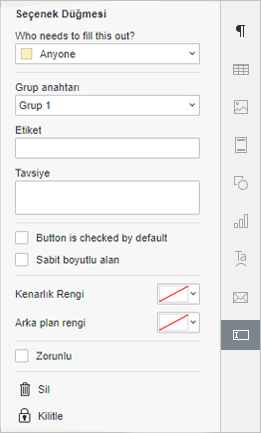 Seçenek Düğmesi
Who needs to fill this out?
Anyone
Grup anahtarı
Grup 1
Etiket
Tavsiye
Button is checked by default
Sabit boyutlu alan
Kenarlık Rengi
Arka plan rengi
Zorunlu
Sil
Kilitle
Ta